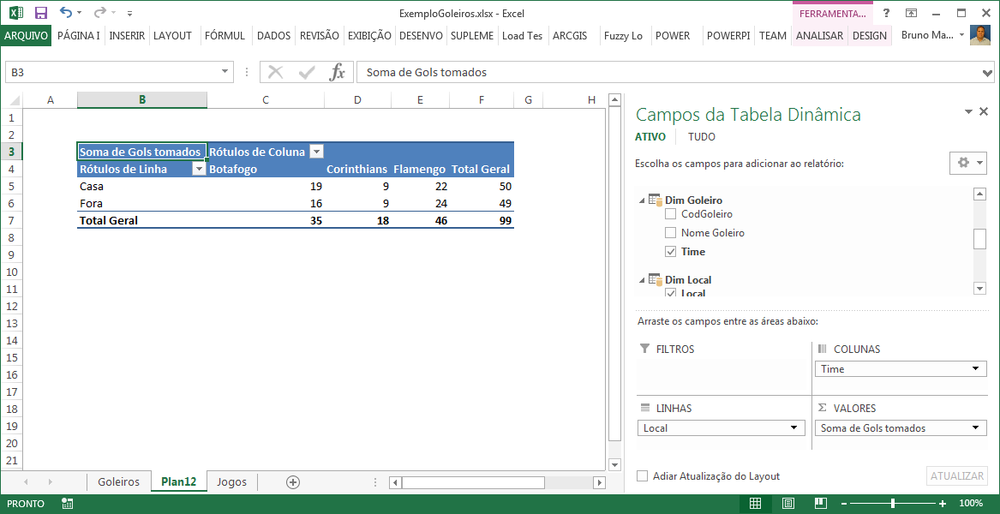 ExemploGoleiros.xlsx - Excel
FERRAMENTA...
?
ARQUIVO PÁGINA I INSERIR LAYOUT FÓRMUL DADOS REVISÃO EXIBIÇÃO DESENVO SUPLEME Load Tes ARCGIS Fuzzy Lo POWER POWERPI TEAM ANALISAR DESIGN Bruno Ma...
B3 fx Soma de Gols tomados
A B C D E F G H
1
2
3 Soma de Gols tomados Rótulos de Coluna
4 Rótulos de Linha Botafogo Corinthians Flamengo Total Geral
5 Casa 19 9 22 50
6 Fora 16 9 24 49
7 Total Geral 35 18 46 99
8
9
10
11
12
13
14
15
16
17
18
19
20
21
Goleiros Plan12 Jogos
Campos da Tabela Dinâmica
ATIVO TUDO
Escolha os campos para adicionar ao relatório:
Dim Goleiro
CodGoleiro
Nome Goleiro
Time
Dim Local
Local
Arraste os campos entre as áreas abaixo:
FILTROS
COLUNAS
Time
LINHAS
Local
Σ VALORES
Soma de Gols tomados
Adiar Atualização do Layout ATUALIZAR
PRONTO
100%